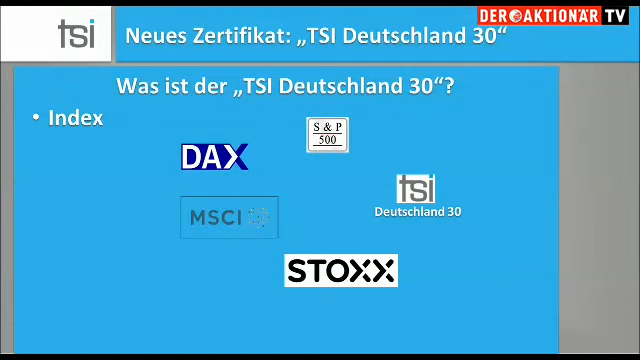 DER AKTIONÄR TV
tsi
Neues Zertifikat: „TSI Deutschland 30“
Was ist der „TSI Deutschland 30“?
• Index
S & P
500
DAX
tsi
Deutschland 30
MSCI
STOXX